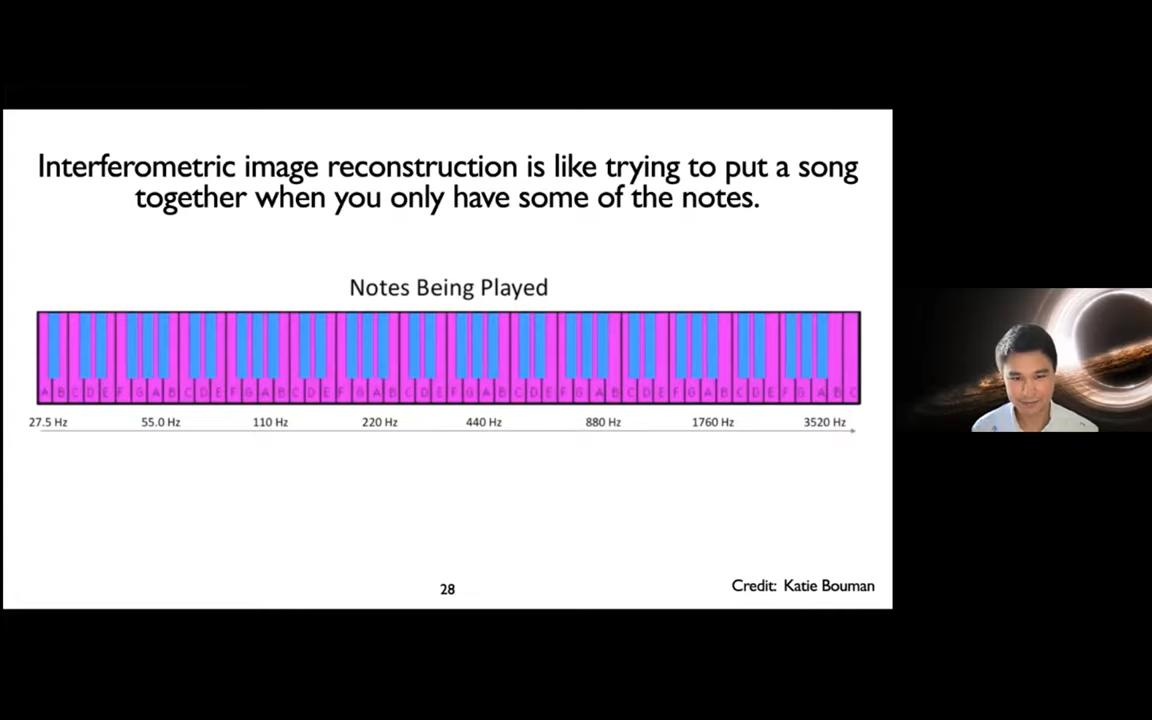 Interferometric image reconstruction is like trying to put a song
together when you only have some of the notes.
Notes Being Played
A B C D E F G A B C D E F G A B C D E F G A B C D E F G A B C D E F G A B C D E F G A B C D E F G A B C
27.5 Hz 55.0 Hz 110 Hz 220 Hz 440 Hz 880 Hz 1760 Hz 3520 Hz
28
Credit: Katie Bouman